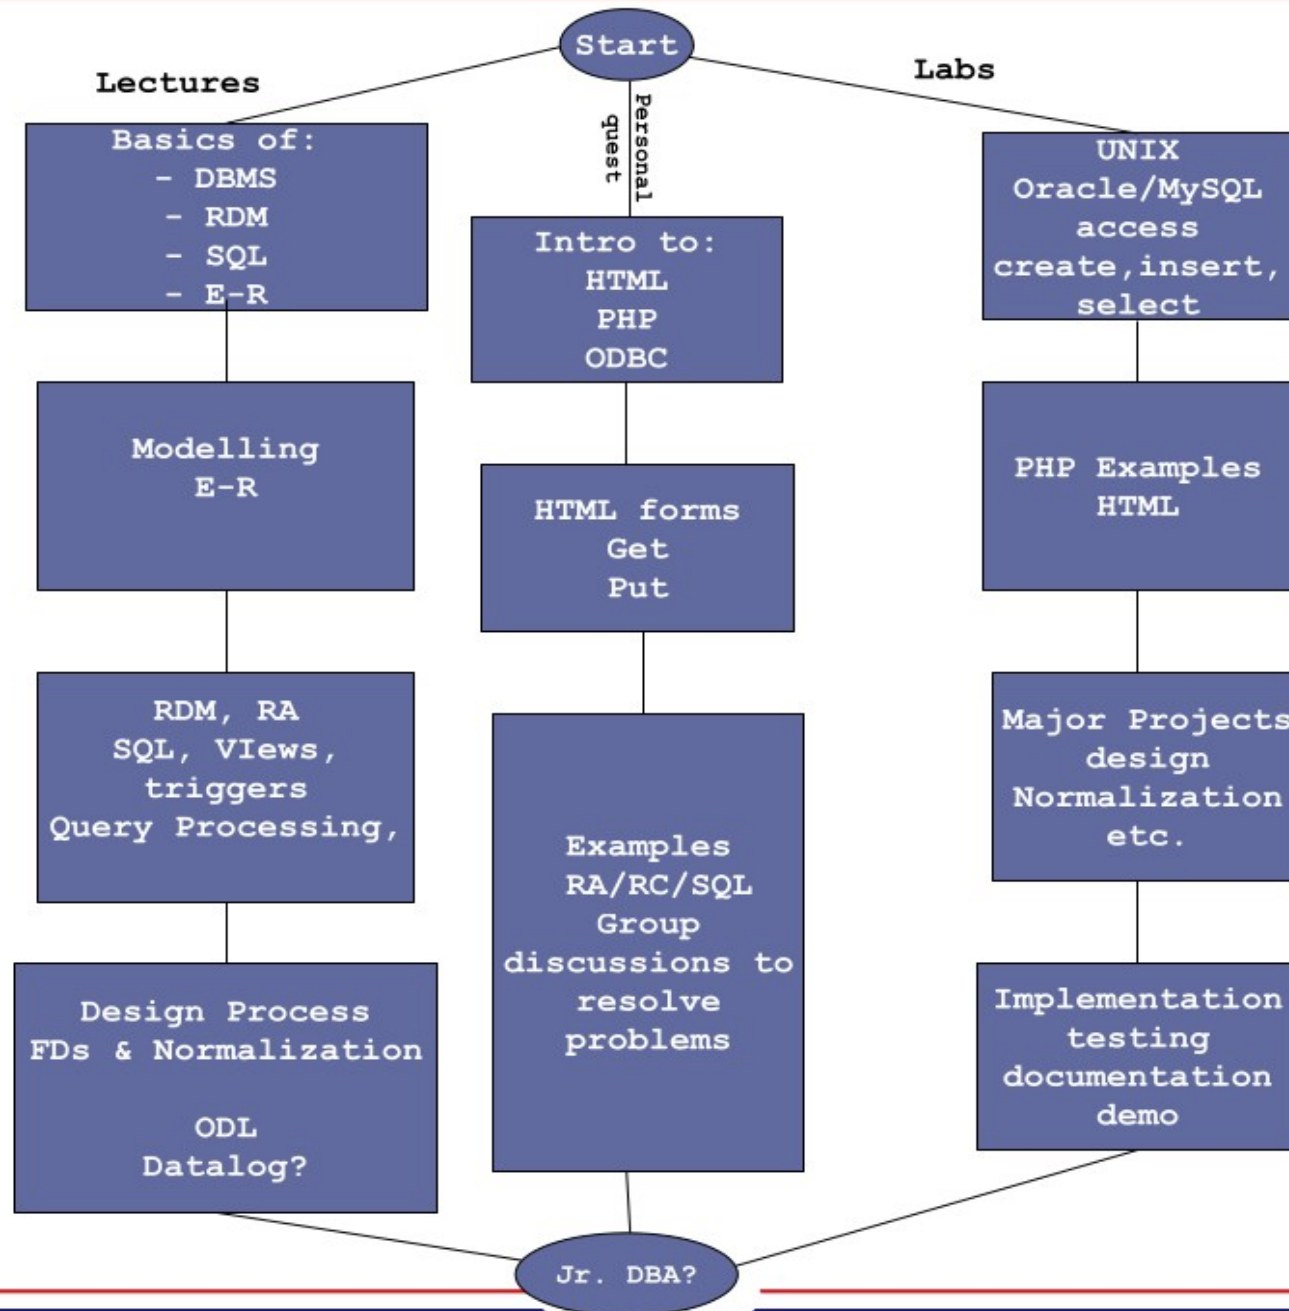 Start
Lectures
Basics of:
- DBMS
- RDM
- SQL
- E-R
Modelling
E-R
RDM, RA
SQL, VIews,
triggers
Query Processing,
Design Process
FDs & Normalization
ODL
Datalog?
Personal
quest
Intro to:
HTML
PHP
ODBC
HTML forms
Get
Put
Examples
RA/RC/SQL
Group
discussions to
resolve
problems
Labs
UNIX
Oracle/MySQL
access
create,insert,
select
PHP Examples
HTML
Major Projects
design
Normalization
etc.
Implementation
testing
documentation
demo
Jr. DBA?